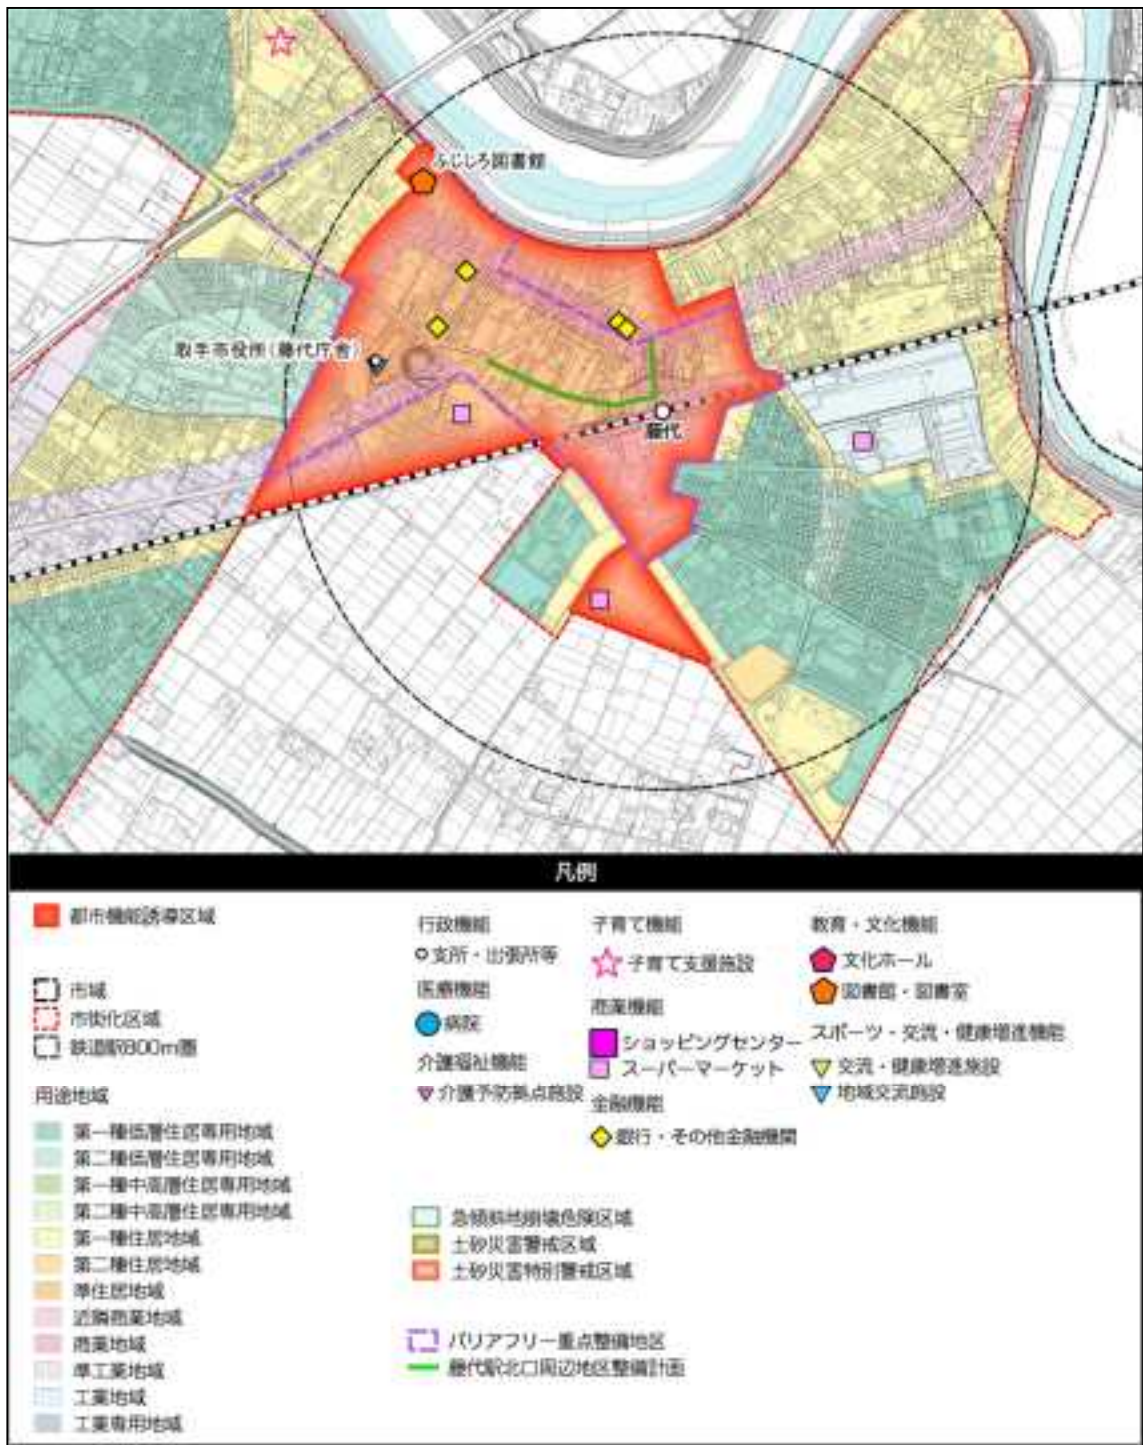 ふじしろ図書館
取手市役所(藤代庁舎)
藤代
凡例
都市機能誘導区域
市域
市街化区域
鉄道駅800m圏
用途地域
第一種低層住居専用地域
第二種低層住居専用地域
第一種中高層住居専用地域
第二種中高層住居専用地域
第一種住居地域
第二種住居地域
準住居地域
近隣商業地域
商業地域
準工業地域
工業地域
工業専用地域
行政機能
支所・出張所等
医療機能
病院
介護福祉機能
介護予防拠点施設
子育て機能
子育て支援施設
商業機能
ショッピングセンター
スーパーマーケット
金融機能
銀行・その他金融機関
教育・文化機能
文化ホール
図書館・図書室
スポーツ・交流・健康増進機能
交流・健康増進施設
地域交流施設
急傾斜地崩壊危険区域
土砂災害警戒区域
土砂災害特別警戒区域
バリアフリー重点整備地区
藤代駅北口周辺地区整備計画